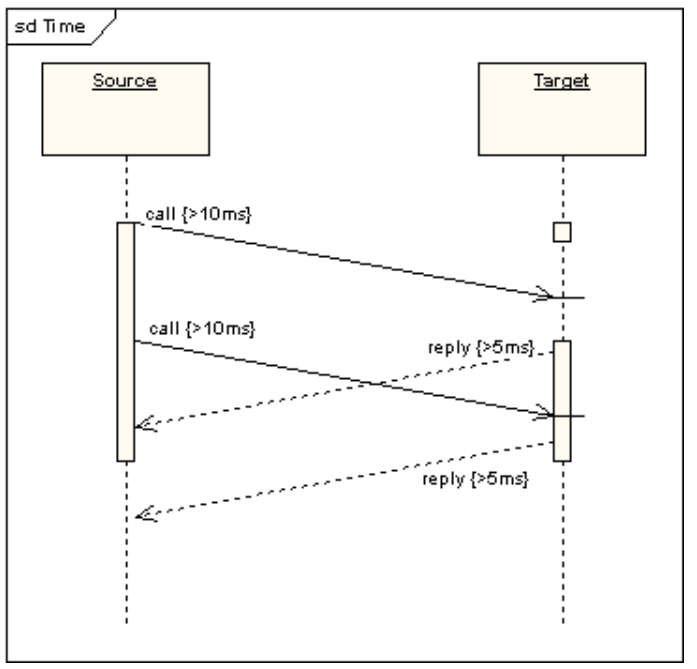 sd Time
Source
Target
call {>10ms}
call {>10ms}
reply {>5ms}
reply {>5ms}